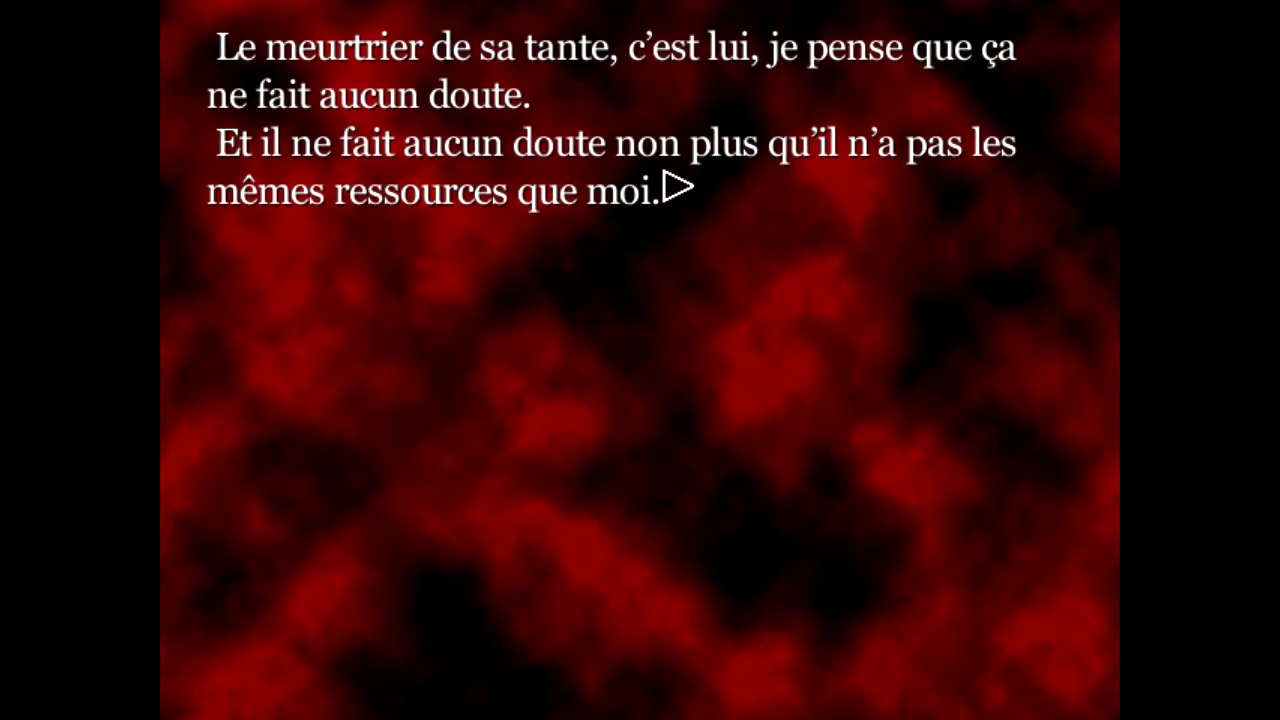 Le meurtrier de sa tante, c’est lui, je pense que ça
ne fait aucun doute.
Et il ne fait aucun doute non plus qu’il n’a pas les
mêmes ressources que moi.